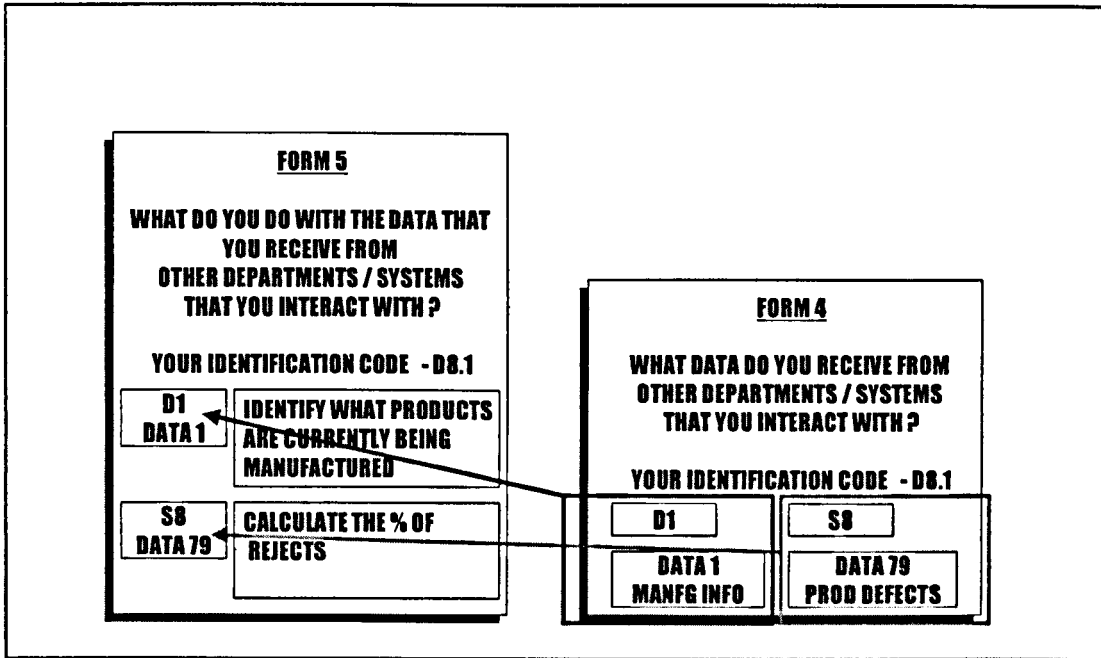 FORM 5
WHAT DO YOU DO WITH THE DATA THAT
YOU RECEIVE FROM
OTHER DEPARTMENTS / SYSTEMS
THAT YOU INTERACT WITH ?
YOUR IDENTIFICATION CODE - D8.1
D1
DATA 1
IDENTIFY WHAT PRODUCTS
ARE CURRENTLY BEING
MANUFACTURED
S8
DATA 79
CALCULATE THE % OF
REJECTS
FORM 4
WHAT DATA DO YOU RECEIVE FROM
OTHER DEPARTMENTS / SYSTEMS
THAT YOU INTERACT WITH ?
YOUR IDENTIFICATION CODE - D8.1
D1
DATA 1
MANFG INFO
S8
DATA 79
PROD DEFECTS